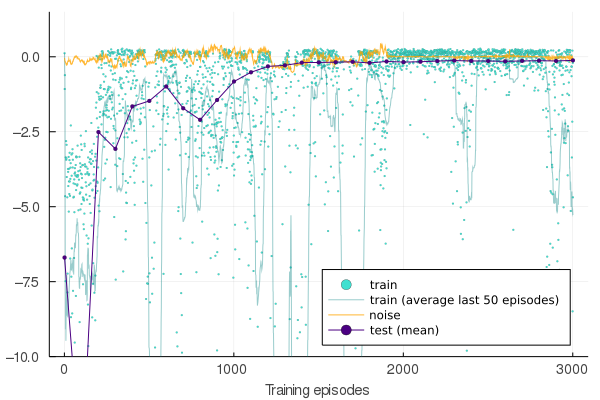 0.0
−2.5
−5.0
−7.5
−10.0
0
1000
2000
3000
Training episodes
train
train (average last 50 episodes)
noise
test (mean)